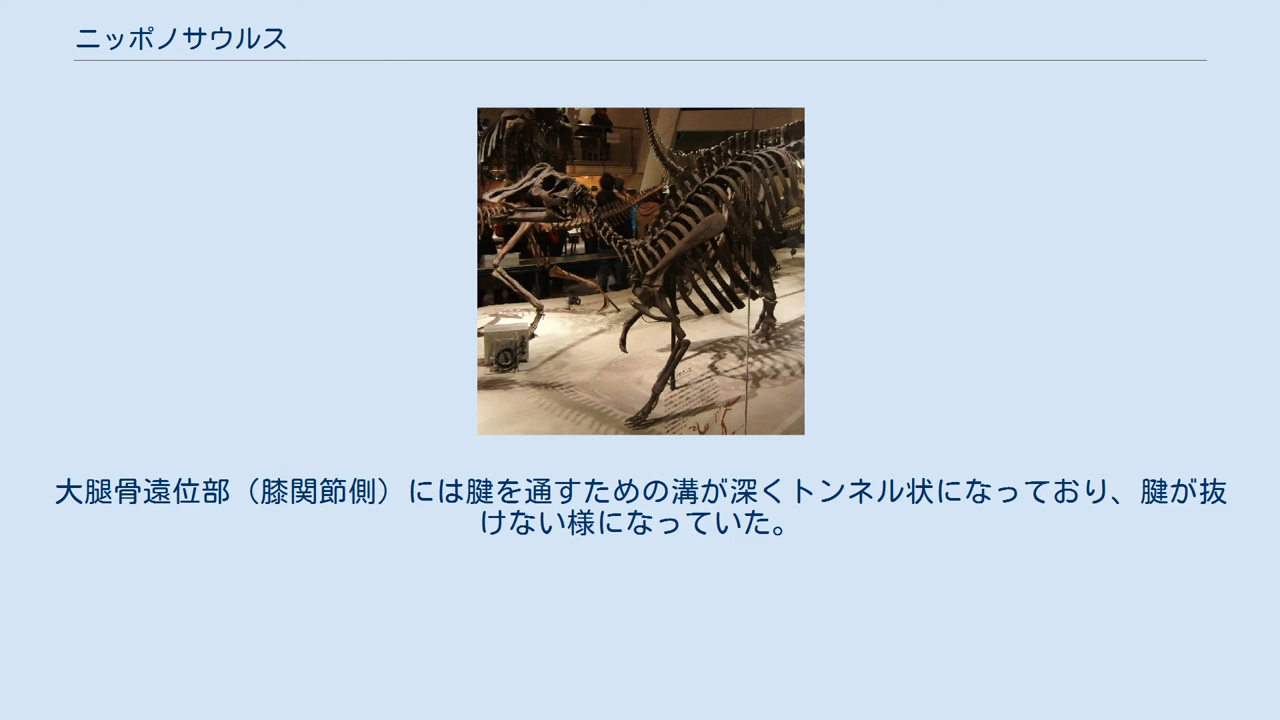 ニッポノサウルス
大腿骨遠位部（膝関節側）には腱を通すための溝が深くトンネル状になっており、腱が抜
けない様になっていた。